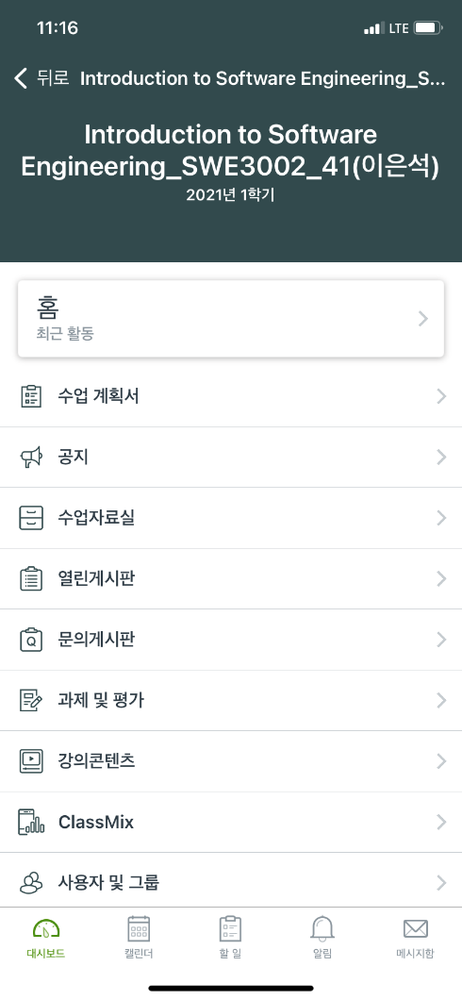 11:16
LTE
뒤로 Introduction to Software Engineering_S...
Introduction to Software
Engineering_SWE3002_41(이은석)
2021년 1학기
홈
최근 활동
수업 계획서
공지
수업자료실
열린게시판
Q
문의게시판
과제 및 평가
강의콘텐츠
ClassMix
사용자 및 그룹
대시보드 캘린더 할 일 알림 메시지함